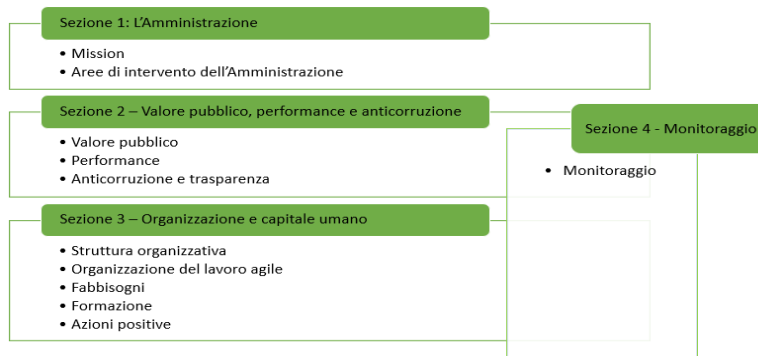 Sezione 1: L'Amministrazione
• Mission
• Aree di intervento dell'Amministrazione
Sezione 2 – Valore pubblico, performance e anticorruzione
• Valore pubblico
• Performance
• Anticorruzione e trasparenza
Sezione 3 – Organizzazione e capitale umano
• Struttura organizzativa
• Organizzazione del lavoro agile
• Fabbisogni
• Formazione
• Azioni positive
Sezione 4 - Monitoraggio
• Monitoraggio